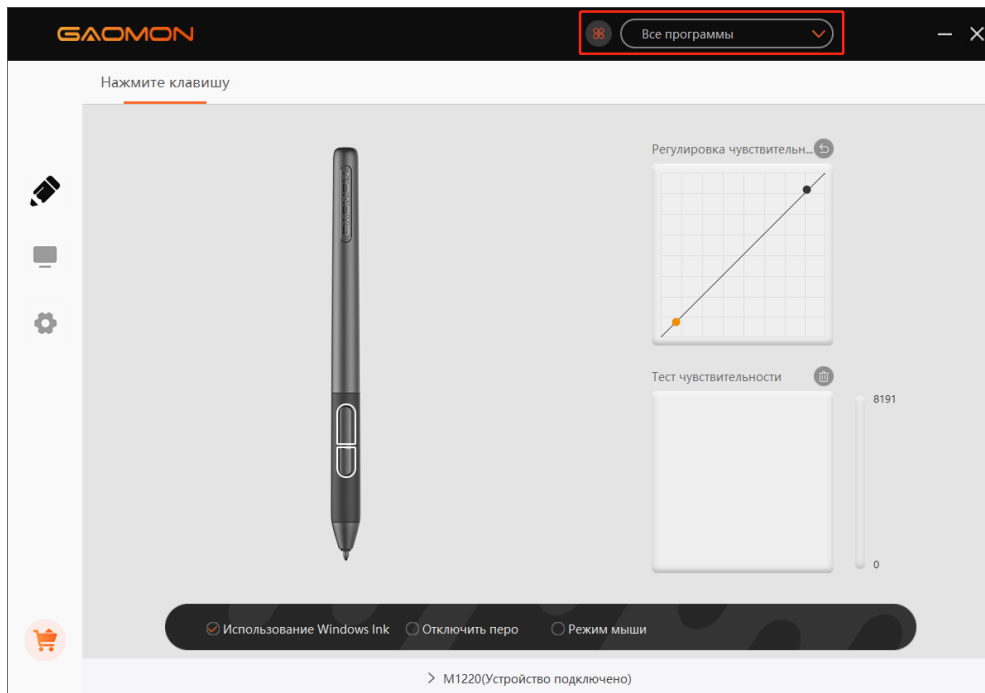 GAOMON
Все программы
Нажмите клавишу
Регулировка чувствительн...
GAOMON
Тест чувствительности
8191
0
Использование Windows Ink
Отключить перо
Режим мыши
M1220(Устройство подключено)